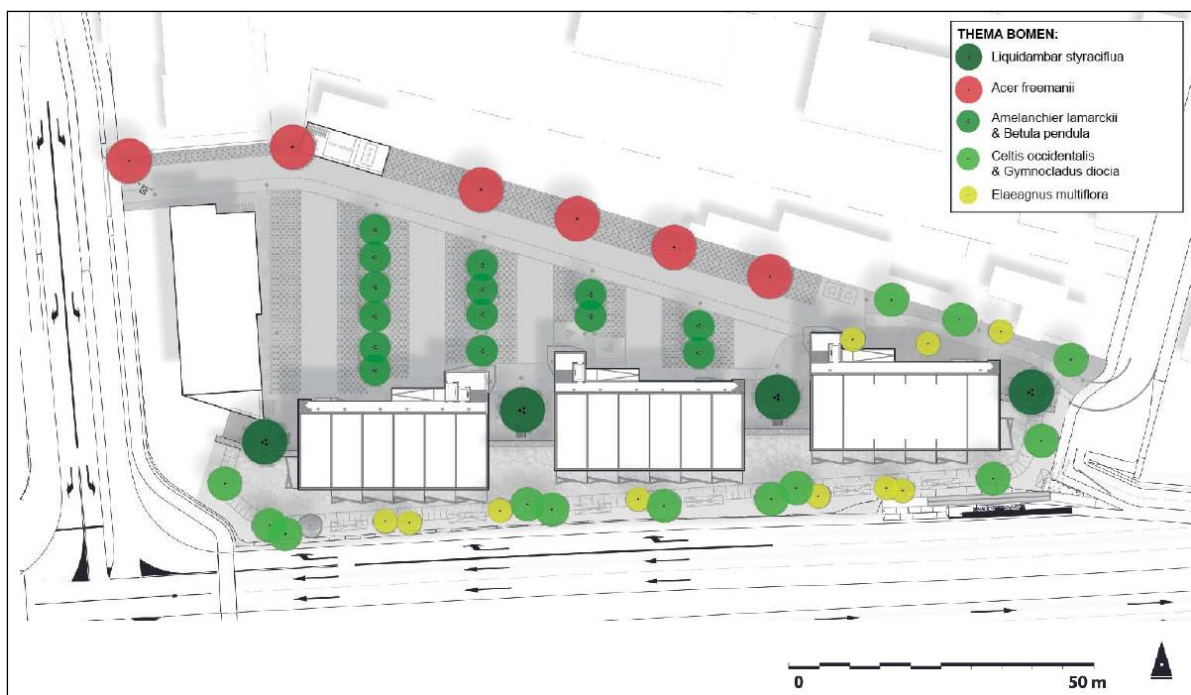 THEMA BOMEN:
Liquidambar styraciflua
Acer freemanii
Amelanchier lamarckii
& Betula pendula
Celtis occidentalis
& Gymnocladus diocia
Elaeagnus multiflora
0
50 m